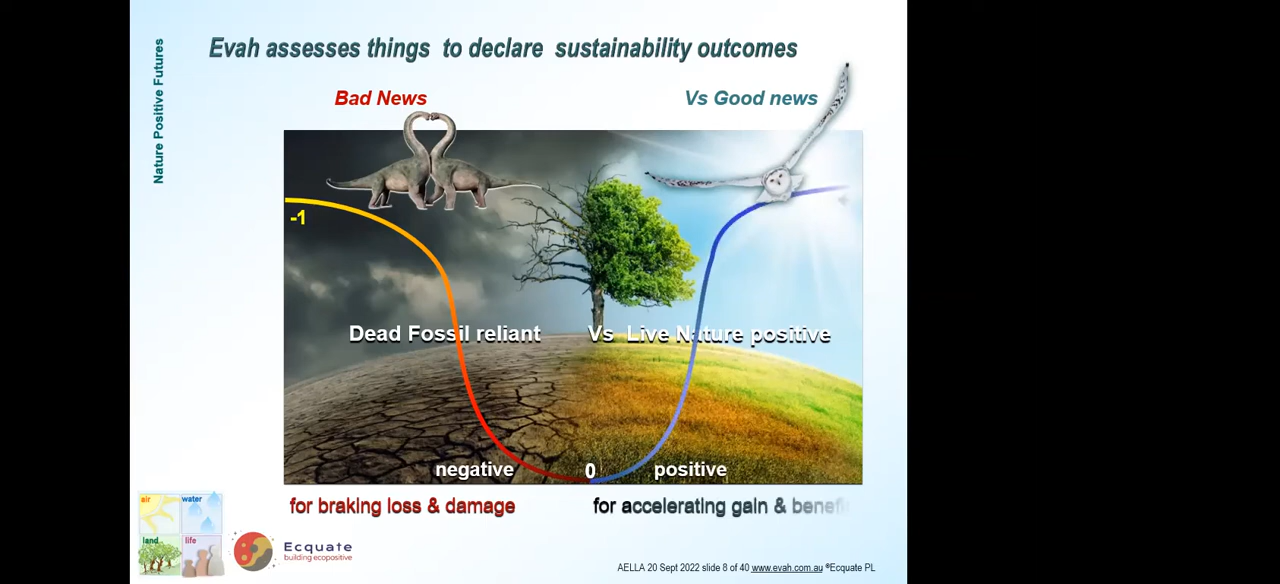 Evah assesses things to declare sustainability outcomes
Nature Positive Futures
Bad News
Vs Good news
-1
Dead Fossil reliant
Vs Live Nature positive
negative
0
positive
for braking loss & damage
for accelerating gain & benefi
air
water
land
life
Ecquate
building ecopositive
AELLA 20 Sept 2022 slide 8 of 40 www.evah.com.au ®Ecquate PL